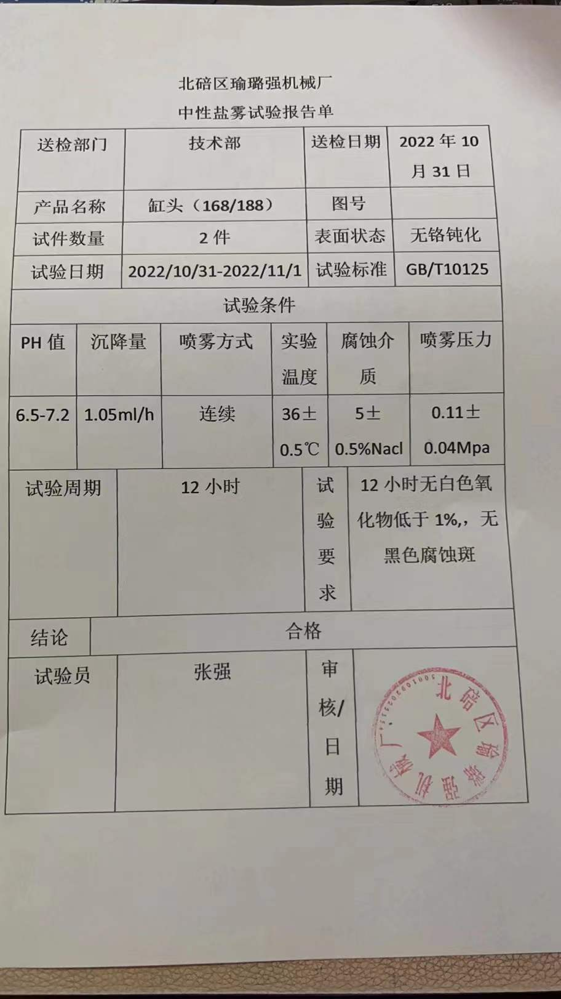 北碚区瑜璐强机械厂
中性盐雾试验报告单
送检部门 技术部 送检日期 2022 年 10
月 31 日
产品名称 缸头（168/188） 图号
试件数量 2 件 表面状态 无铬钝化
试验日期 2022/10/31-2022/11/1 试验标准 GB/T10125
试验条件
PH 值 沉降量 喷雾方式 实验 腐蚀介 喷雾压力
温度 质
6.5-7.2 1.05ml/h 连续 36± 5± 0.11±
0.5℃ 0.5%Nacl 0.04Mpa
试验周期 12 小时 试 12 小时无白色氧
验 化物低于 1%,，无
要 黑色腐蚀斑
求
结论 合格
试验员 张强 审
核/
日
期
北碚区瑜璐强机械厂